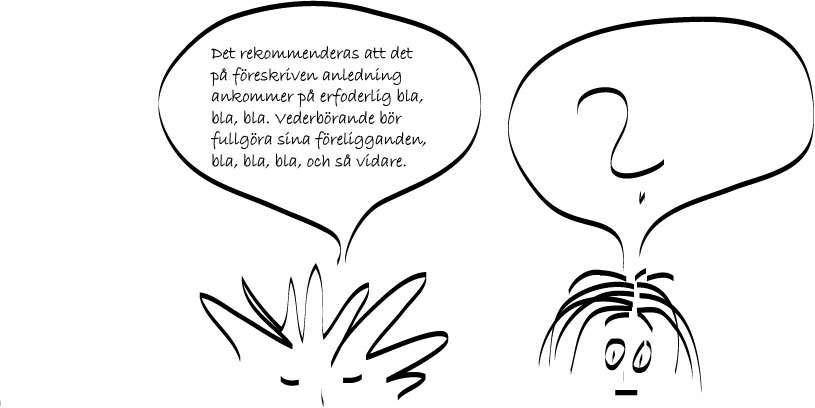 Det rekommenderas att det
på föreskriven anledning
ankommer på erfoderlig bla,
bla, bla. Vederbörande bör
fullgöra sina föreligganden,
bla, bla, bla, och så vidare.
?